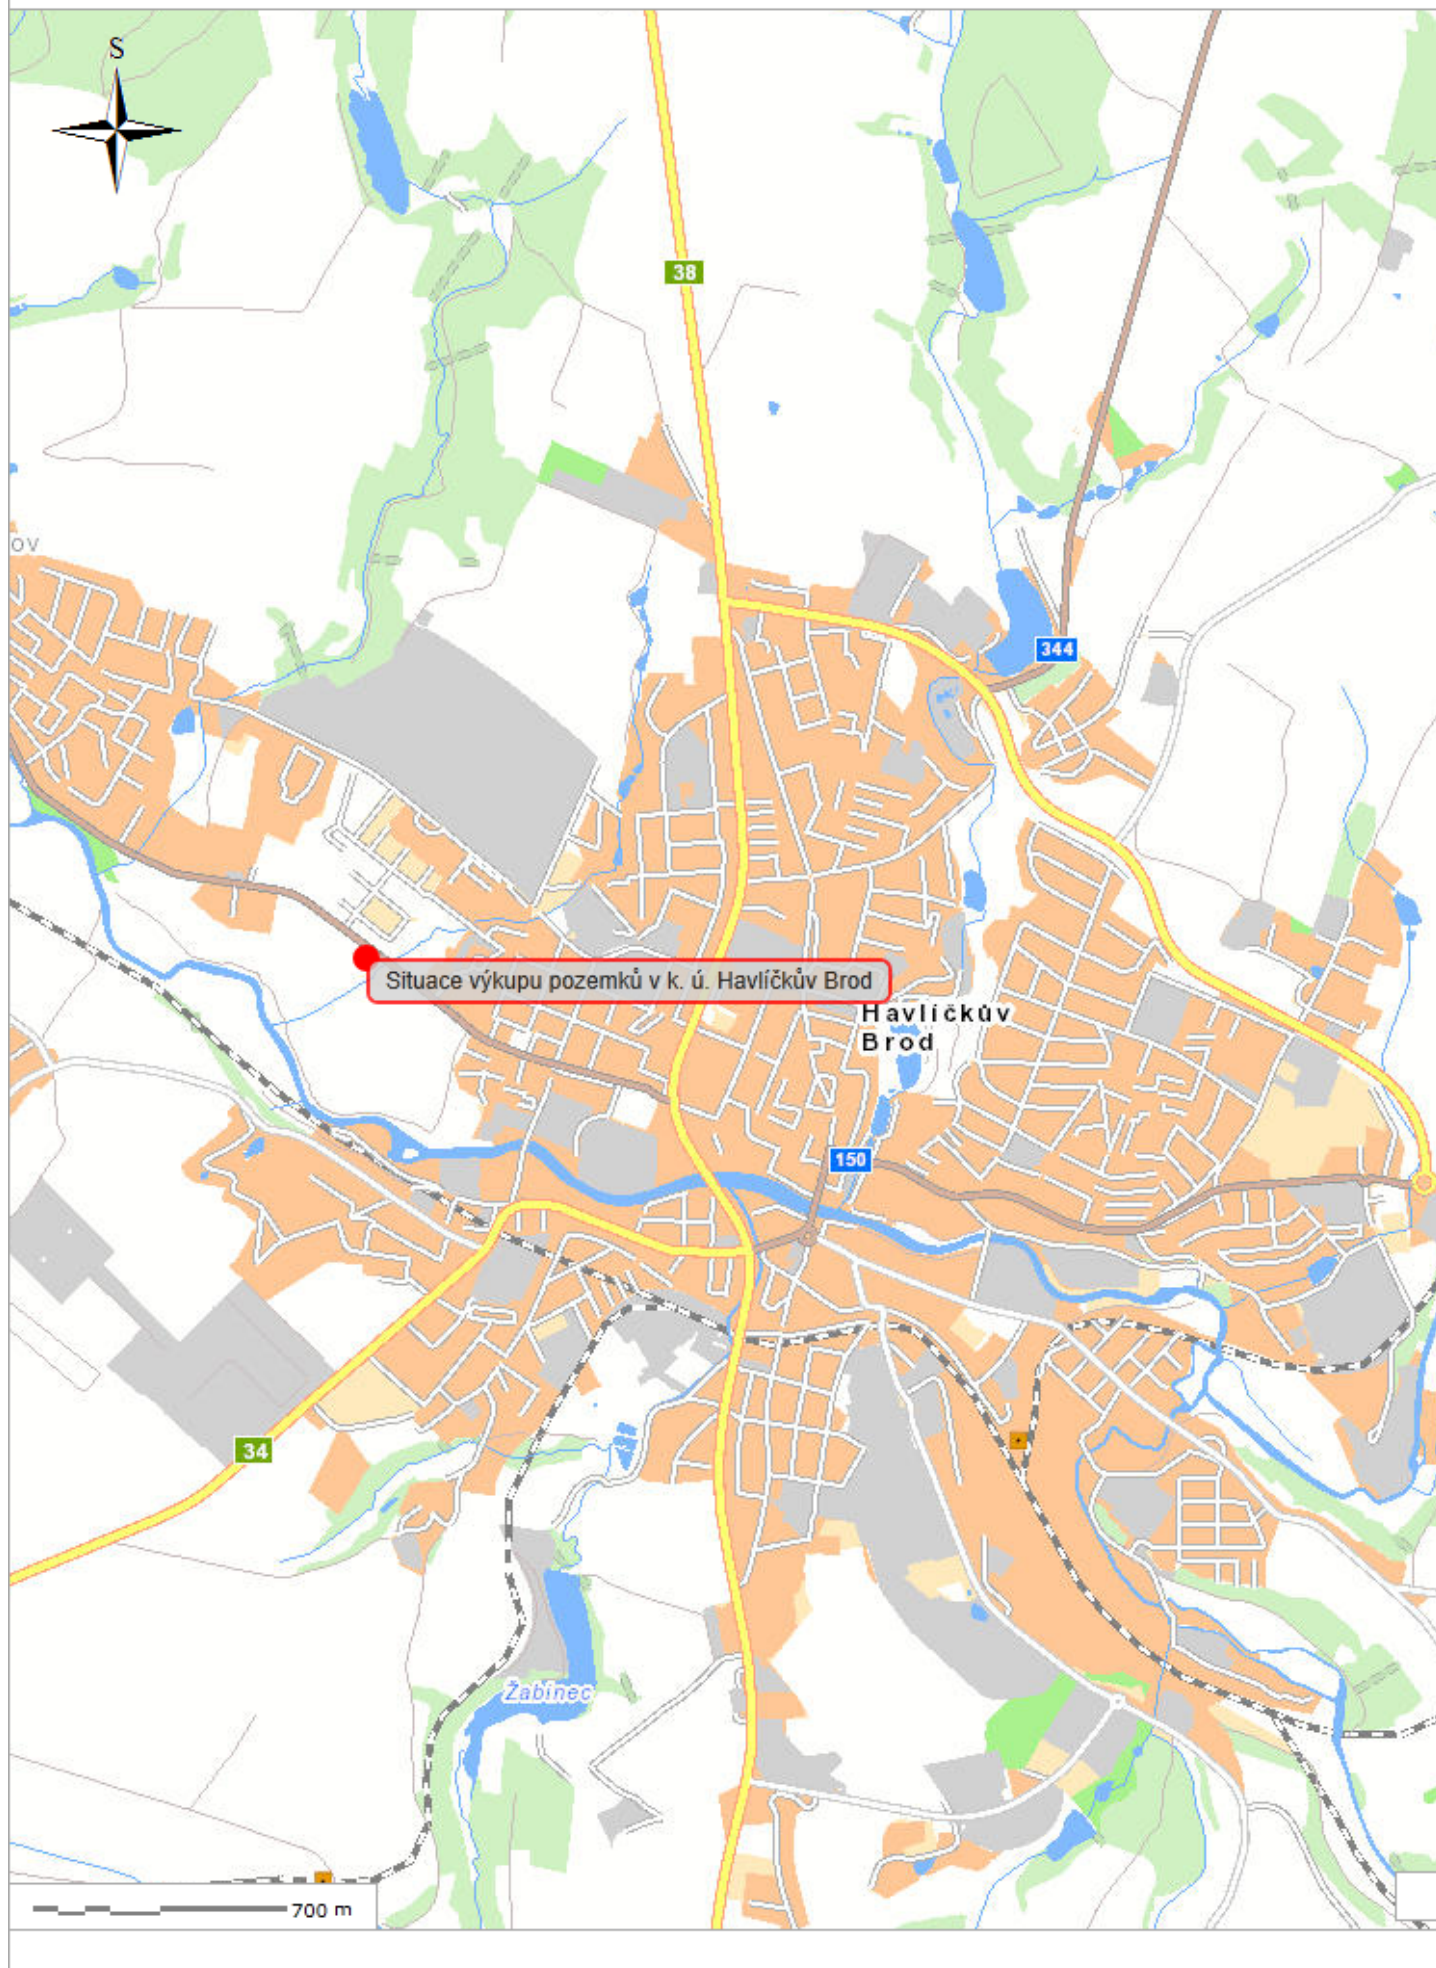 S
38
ov
344
Situace výkupu pozemků v k. ú. Havlíčkův Brod
Havlíčkův
Brod
150
34
Žabinec
700 m